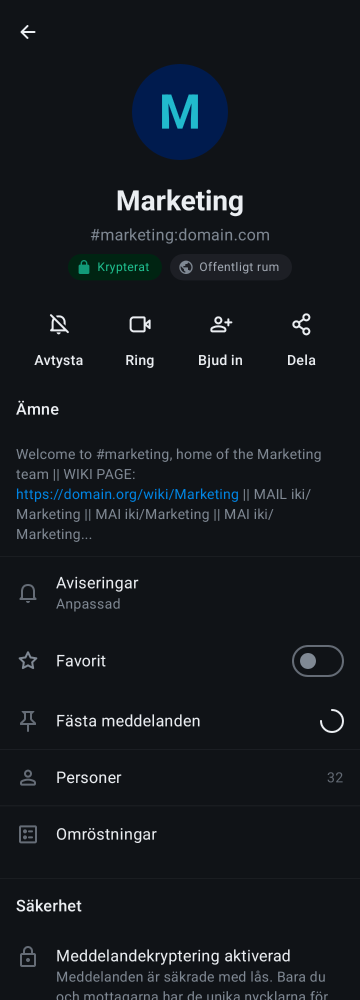 M
Marketing
#marketing:domain.com
Krypterat
Offentligt rum
Avtysta
Ring
Bjud in
Dela
Ämne
Welcome to #marketing, home of the Marketing
team || WIKI PAGE:
https://domain.org/wiki/Marketing || MAIL iki/
Marketing || MAI iki/Marketing || MAI iki/
Marketing...
Aviseringar
Anpassad
Favorit
Fästa meddelanden
Personer
32
Omröstningar
Säkerhet
Meddelandekryptering aktiverad
Meddelanden är säkrade med lås. Bara du
och mottagarna har de unika nycklarna för